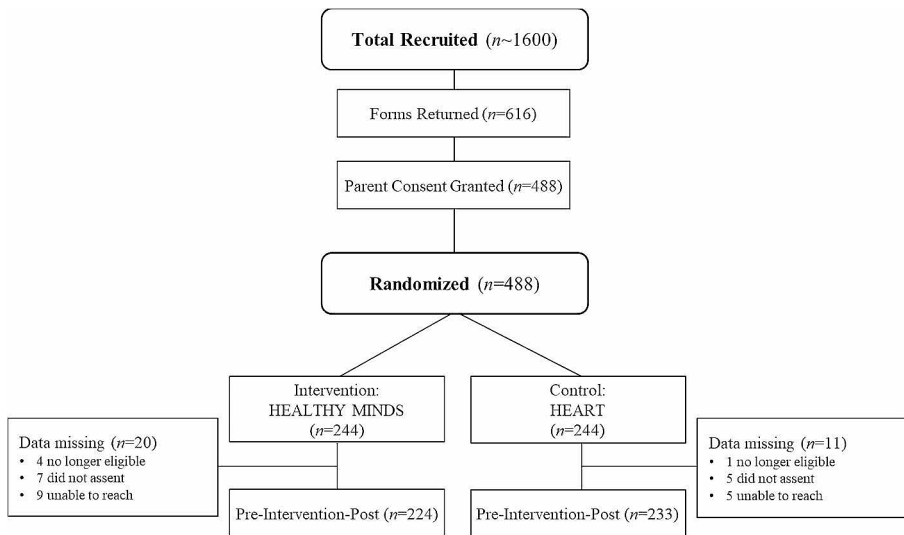 Total Recruited (n~1600)
Forms Returned (n=616)
Parent Consent Granted (n=488)
Randomized (n=488)
Intervention:
HEALTHY MINDS
(n=244)
Control:
HEART
(n=244)
Data missing (n=20)
• 4 no longer eligible
• 7 did not assent
• 9 unable to reach
Data missing (n=11)
• 1 no longer eligible
• 5 did not assent
• 5 unable to reach
Pre-Intervention-Post (n=224)
Pre-Intervention-Post (n=233)